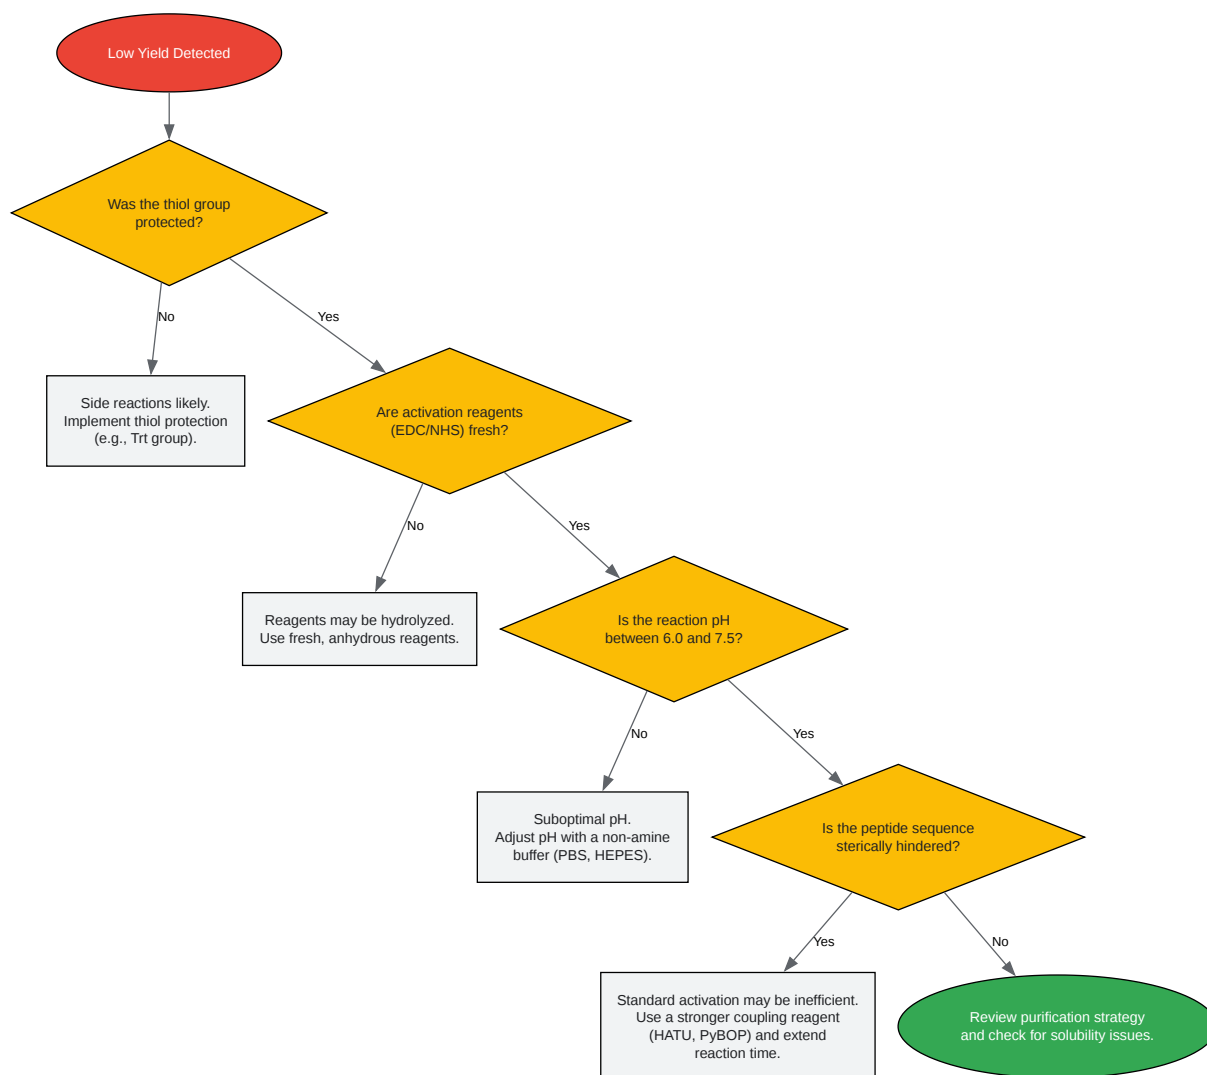 Low Yield Detected
Was the thiol group
protected?
No
Yes
Side reactions likely.
Implement thiol protection
(e.g., Trt group).
Are activation reagents
(EDC/NHS) fresh?
No
Yes
Reagents may be hydrolyzed.
Use fresh, anhydrous reagents.
Is the reaction pH
between 6.0 and 7.5?
No
Yes
Suboptimal pH.
Adjust pH with a non-amine
buffer (PBS, HEPES).
Is the peptide sequence
sterically hindered?
Yes
No
Standard activation may be inefficient.
Use a stronger coupling reagent
(HATU, PyBOP) and extend
reaction time.
Review purification strategy
and check for solubility issues.